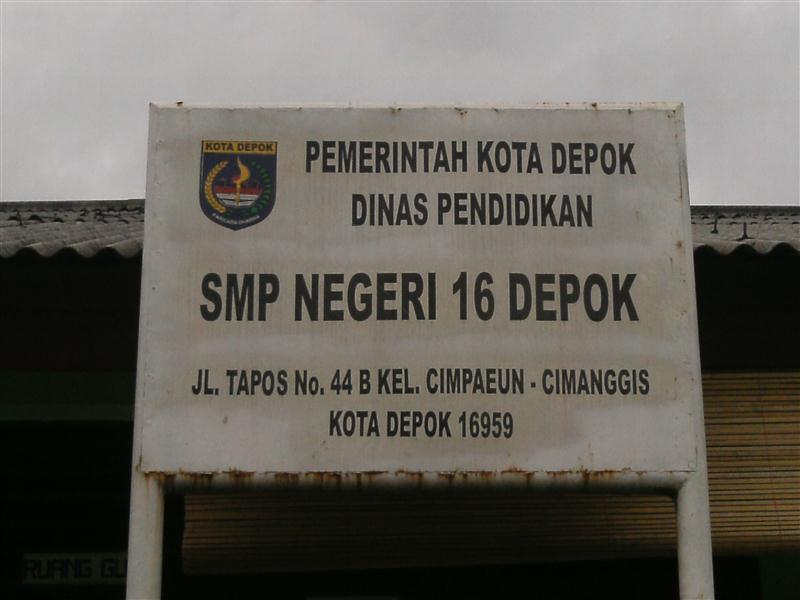 KOTA DEPOK
PEMERINTAH KOTA DEPOK
DINAS PENDIDIKAN
SMP NEGERI 16 DEPOK
JL. TAPOS No. 44 B KEL. CIMPAEUN - CIMANGGIS
KOTA DEPOK 16959
RUANG GU